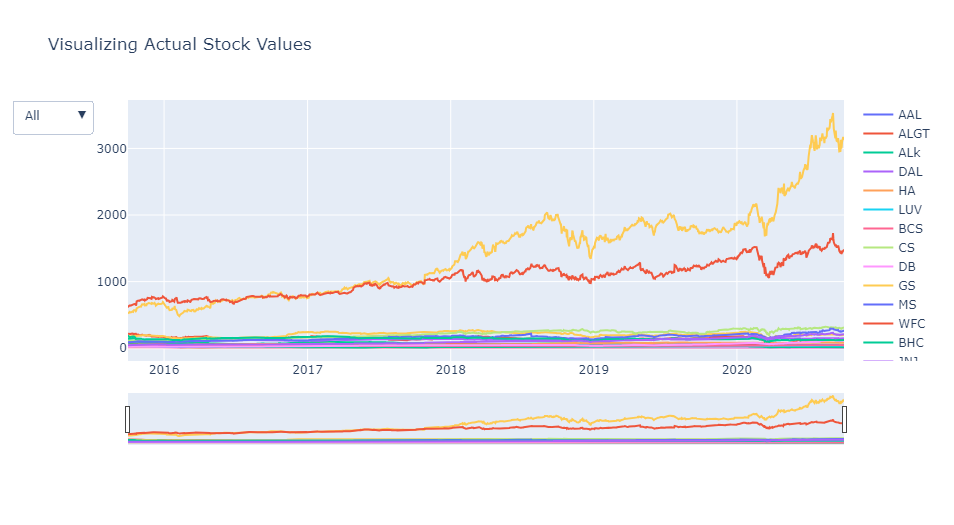 Visualizing Actual Stock Values
All ▼
3000
2000
1000
0
2016 2017 2018 2019 2020
AAL
ALGT
ALk
DAL
HA
LUV
BCS
CS
DB
GS
MS
WFC
BHC
JNJ